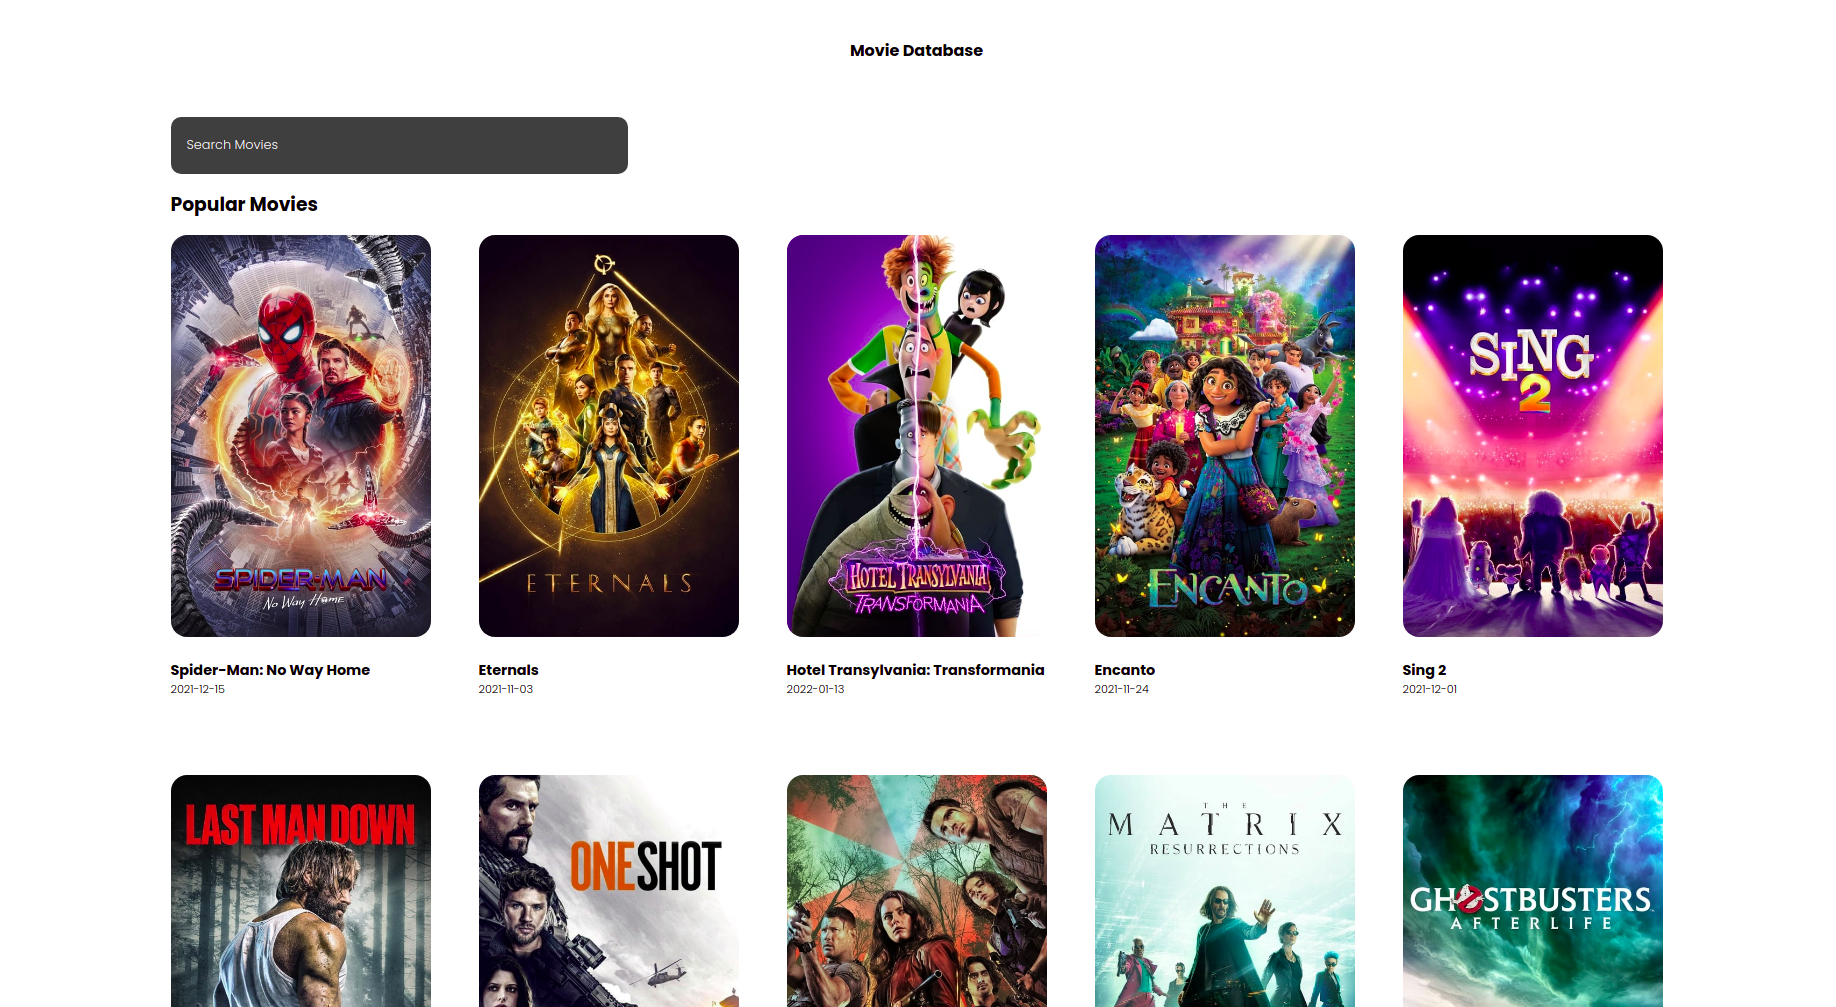 Movie Database
Search Movies
Popular Movies
SPIDER-MAN
No Way Home
ETERNALS
HOTEL TRANSYLVANIA
TRANSFORMANIA
ENCANTO
SING
2
Spider-Man: No Way Home
2021-12-15
Eternals
2021-11-03
Hotel Transylvania: Transformania
2022-01-13
Encanto
2021-11-24
Sing 2
2021-12-01
LAST MAN DOWN
ONE SHOT
THE
MATRIX
RESURRECTIONS
GHOSTBUSTERS
AFTERLIFE